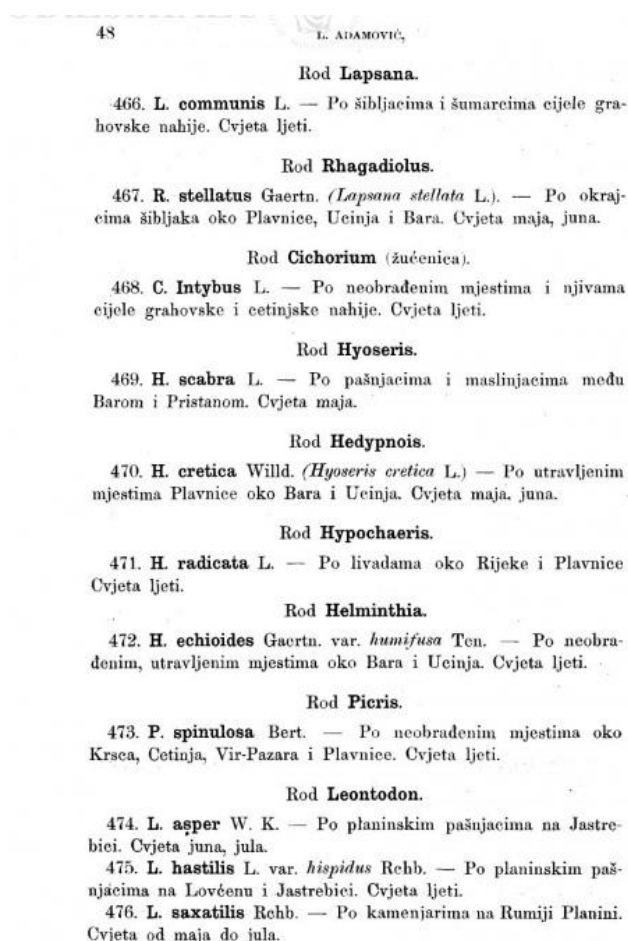 48
L. ADAMOVIĆ,
Rod Lapsana.
466. L. communis L. — Po šibljacima i šumarcima cijele gra-
hovske nahije. Cvjeta ljeti.
Rod Rhagadiolus.
467. R. stellatus Gaertn. (Lapsana stellata L.). — Po okraj-
cima šibljaka oko Plavnice, Ucinja i Bara. Cvjeta maja, juna.
Rod Cichorium (žućenica).
468. C. Intybus L. — Po neobrađenim mjestima i njivama
cijele grahovske i cetinjske nahije. Cvjeta ljeti.
Rod Hyoseris.
469. H. scabra L. — Po pašnjacima i maslinjacima među
Barom i Pristanom. Cvjeta maja.
Rod Hedypnois.
470. H. cretica Willd. (Hyoseris cretica L.) — Po utravljenim
mjestima Plavnice oko Bara i Ucinja. Cvjeta maja. juna.
Rod Hypochaeris.
471. H. radicata L. — Po livadama oko Rijeke i Plavnice
Cvjeta ljeti.
Rod Helminthia.
472. H. echioides Gaertn. var. humifusa Ten. — Po neobra-
đenim, utravljenim mjestima oko Bara i Ucinja. Cvjeta ljeti.
Rod Picris.
473. P. spinulosa Bert. — Po neobrađenim mjestima oko
Krsca, Cetinja, Vir-Pazara i Plavnice. Cvjeta ljeti.
Rod Leontodon.
474. L. asper W. K. — Po planinskim pašnjacima na Jastre-
bici. Cvjeta juna, jula.
475. L. hastilis L. var. hispidus Rchb. — Po planinskim paš-
njacima na Lovćenu i Jastrebici. Cvjeta ljeti.
476. L. saxatilis Rchb. — Po kamenjarima na Rumiji Planini.
Cvjeta od maja do jula.